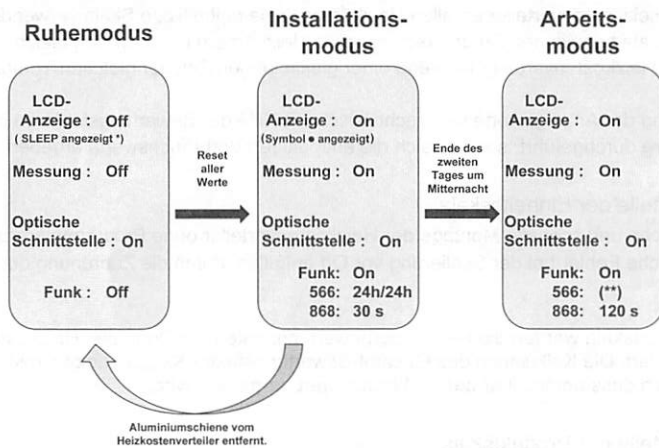 Ruhemodus
LCD-
Anzeige : Off
( SLEEP angezeigt *)
Messung : Off
Optische
Schnittstelle : On
Funk : Off
Reset
aller
Werte
Installations-
modus
LCD-
Anzeige : On
(Symbol ● angezeigt)
Messung : On
Optische
Schnittstelle : On
Funk: On
566: 24h/24h
868: 30 s
Ende des
zweiten
Tages um
Mitternacht
Arbeits-
modus
LCD-
Anzeige : On
Messung : On
Optische
Schnittstelle : On
Funk: On
566: (**)
868: 120 s
Aluminiumschiene vom
Heizkostenverteiler entfernt.